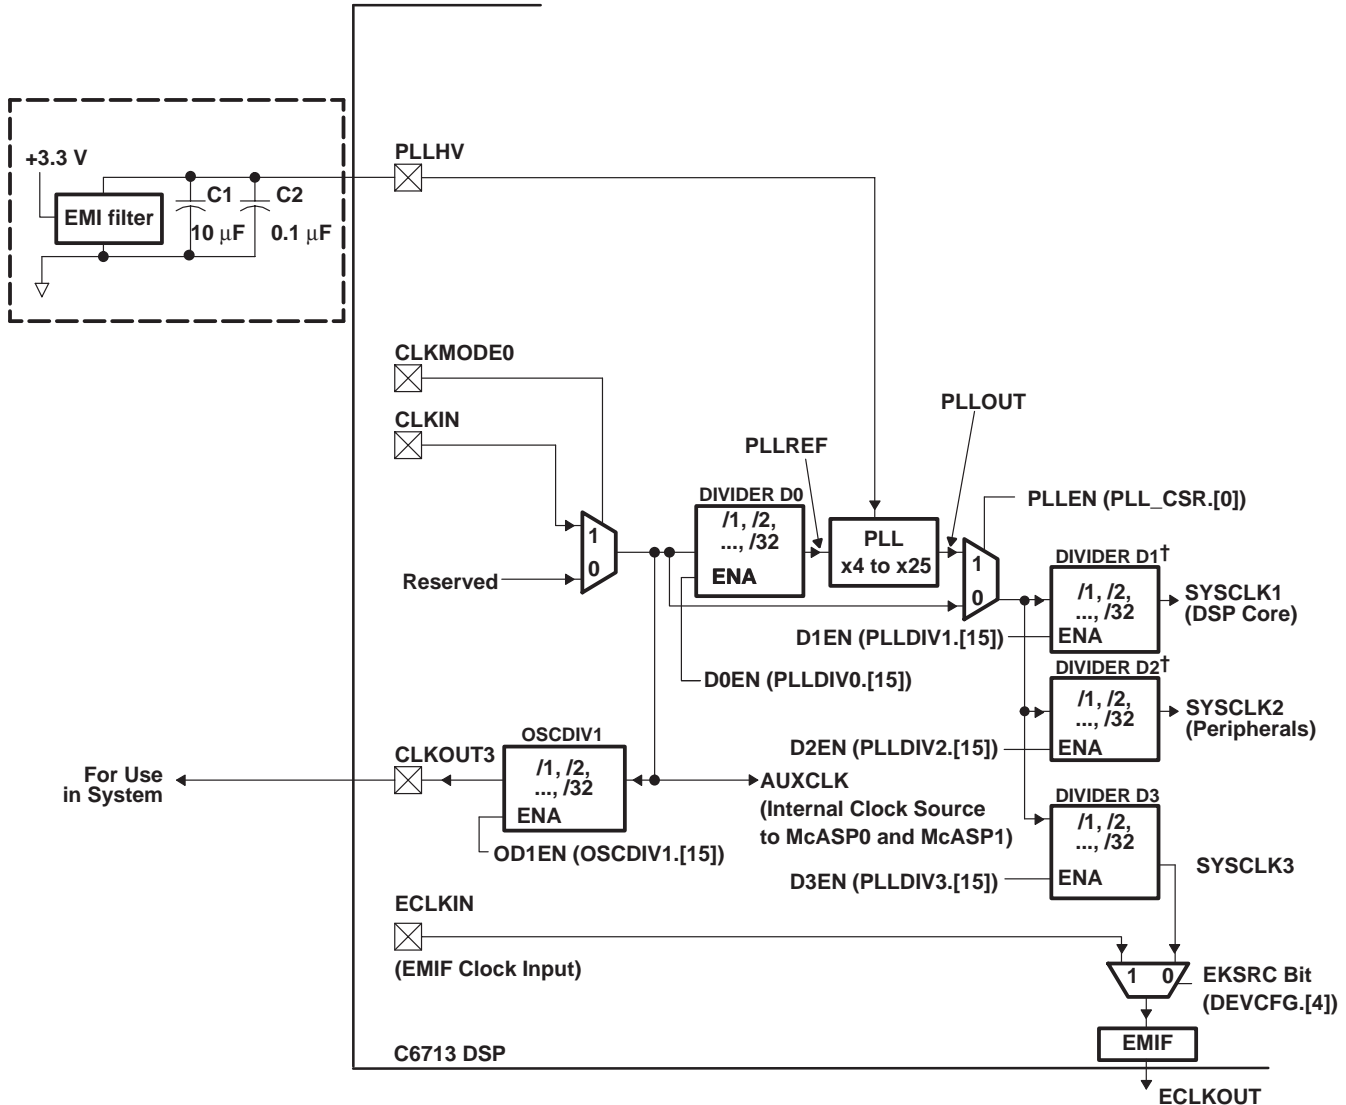 +3.3 V
EMI filter
C1
C2
10 μF
0.1 μF
PLLHV
CLKMODE0
CLKIN
Reserved
1
0
PLLREF
PLLOUT
DIVIDER D0
/1, /2,
..., /32
ENA
PLL
x4 to x25
PLLEN (PLL_CSR.[0])
1
0
DIVIDER D1†
/1, /2,
..., /32
ENA
SYSCLK1
(DSP Core)
D1EN (PLLDIV1.[15])
D0EN (PLLDIV0.[15])
DIVIDER D2†
/1, /2,
..., /32
ENA
SYSCLK2
(Peripherals)
D2EN (PLLDIV2.[15])
For Use
in System
CLKOUT3
OSCDIV1
/1, /2,
..., /32
ENA
OD1EN (OSCDIV1.[15])
AUXCLK
(Internal Clock Source
to McASP0 and McASP1)
DIVIDER D3
/1, /2,
..., /32
ENA
SYSCLK3
D3EN (PLLDIV3.[15])
ECLKIN
(EMIF Clock Input)
1 0
EKSRC Bit
(DEVCFG.[4])
EMIF
C6713 DSP
ECLKOUT